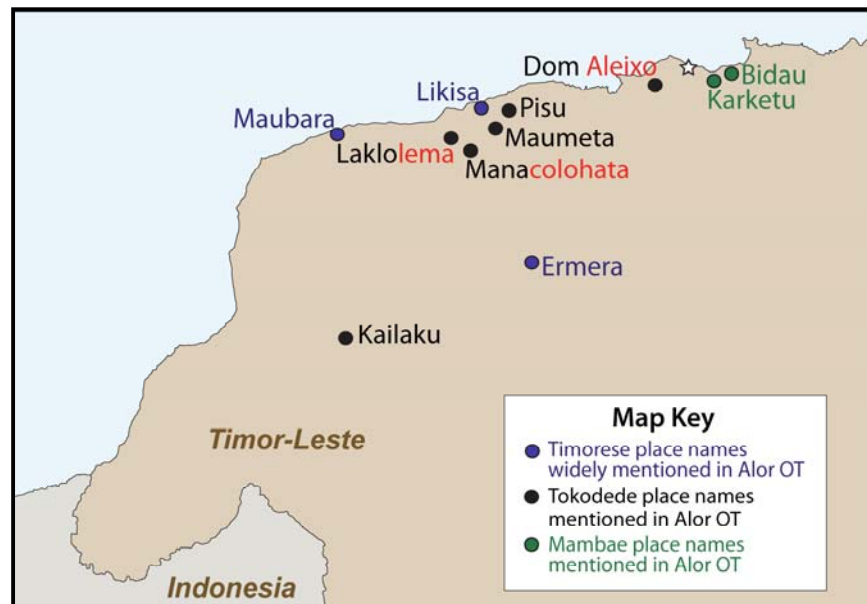 Dom Aleixo
Bidau
Karketu
Likisa
Pisu
Maubara
Maumeta
Laklolema
Manacolohata
Ermera
Kailaku
Timor-Leste
Indonesia
Map Key
Timorese place names
widely mentioned in Alor OT
Tokodede place names
mentioned in Alor OT
Mambae place names
mentioned in Alor OT